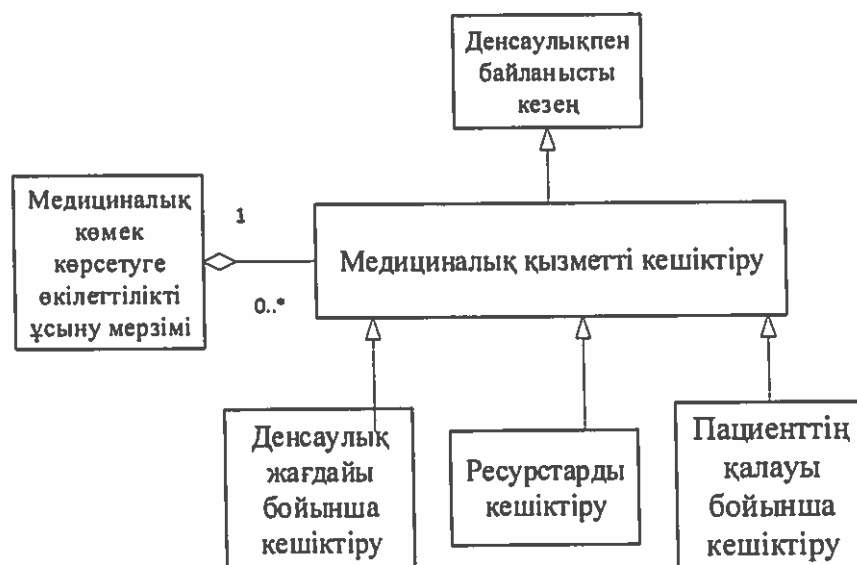 Денсаулықпен
байланысты
кезең
Медициналық
көмек
көрсетуге
өкілеттілікті
ұсыну мерзімі
1
0..*
Медициналық қызметті кешіктіру
Денсаулық
жағдайы
бойынша
кешіктіру
Ресурстарды
кешіктіру
Пациенттің
қалауы
бойынша
кешіктіру